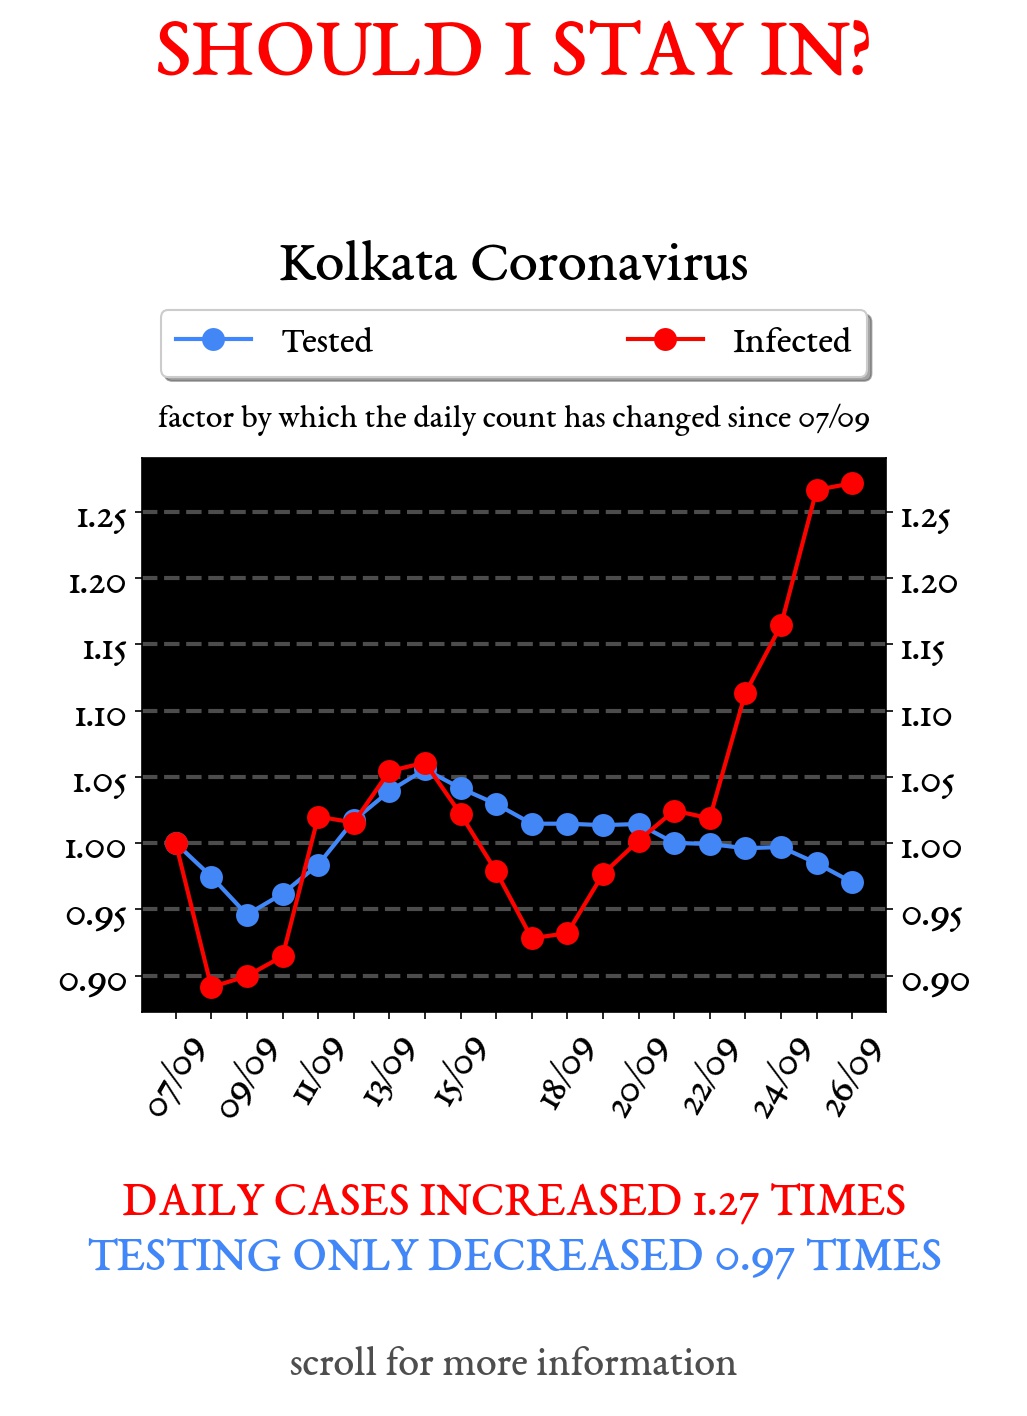 SHOULD I STAY IN?
Kolkata Coronavirus
Tested Infected
factor by which the daily count has changed since 07/09
1.25 1.25
1.20 1.20
1.15 1.15
1.10 1.10
1.05 1.05
1.00 1.00
0.95 0.95
0.90 0.90
07/09 09/09 11/09 13/09 15/09 18/09 20/09 22/09 24/09 26/09
DAILY CASES INCREASED 1.27 TIMES
TESTING ONLY DECREASED 0.97 TIMES
scroll for more information